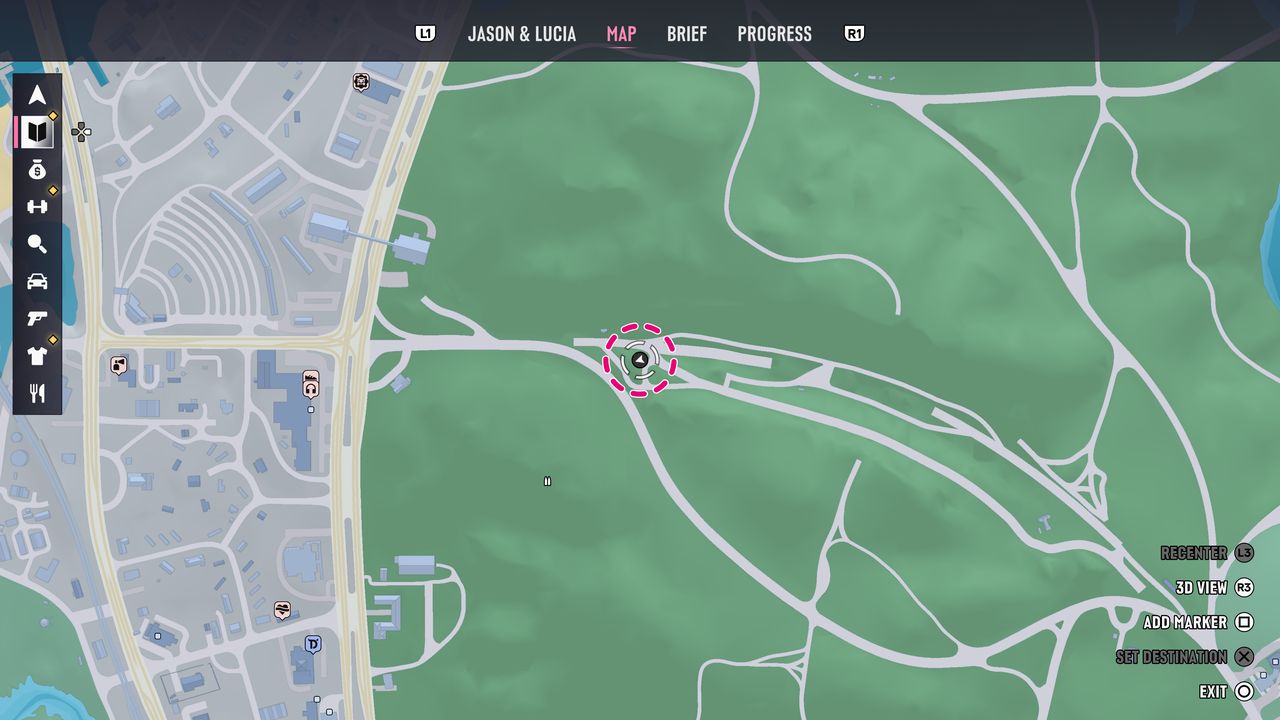 L1 JASON & LUCIA MAP BRIEF PROGRESS R1
$
D
RECENTER L3
3D VIEW R3
ADD MARKER
SET DESTINATION
EXIT